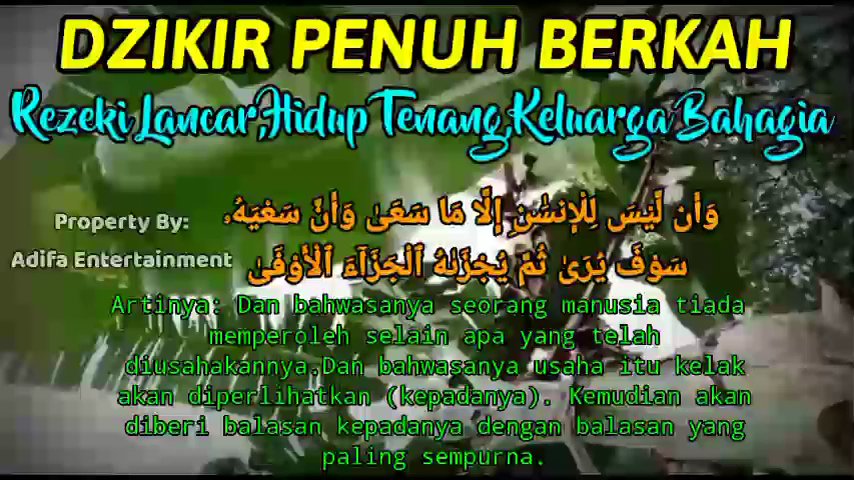 DZIKIR PENUH BERKAH
Rezeki Lancar,Hidup Tenang,Keluarga Bahagia
وَأَن لَّيْسَ لِلْإِنسَٰنِ إِلَّا مَا سَعَىٰ وَأَنَّ سَعْيَهُۥ
سَوْفَ يُرَىٰ ثُمَّ يُجْزَىٰهُ ٱلْجَزَآءَ ٱلْأَوْفَىٰ
Property By:
Adifa Entertainment
Artinya: Dan bahwasanya seorang manusia tiada
memperoleh selain apa yang telah
diusahakannya.Dan bahwasanya usaha itu kelak
akan diperlihatkan (kepadanya). Kemudian akan
diberi balasan kepadanya dengan balasan yang
paling sempurna.